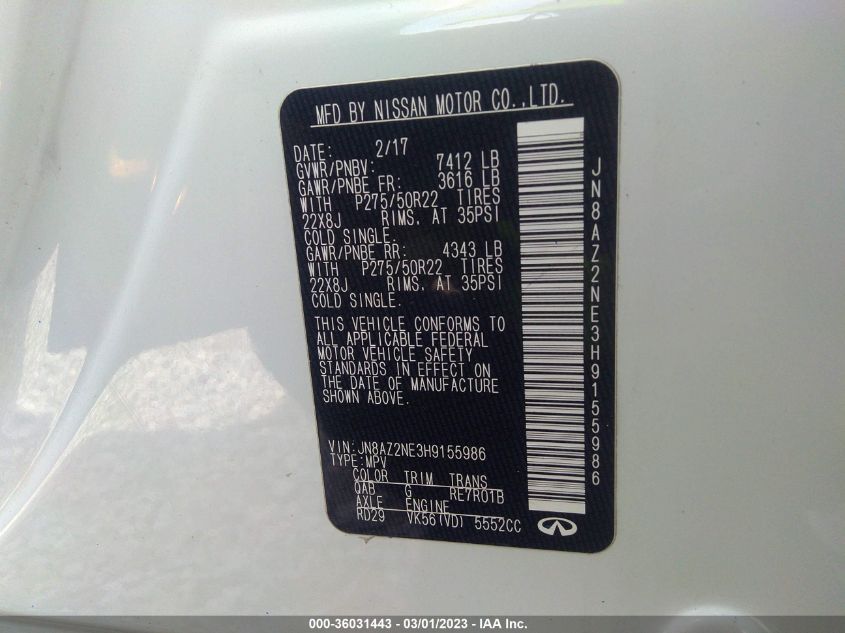 MFD BY NISSAN MOTOR CO.,LTD.
DATE: 2/17
GVWR/PNBV: 7412 LB
GAWR/PNBE FR: 3616 LB
WITH P275/50R22 TIRES
22X8J RIMS. AT 35PSI
COLD SINGLE.
GAWR/PNBE RR: 4343 LB
WITH P275/50R22 TIRES
22X8J RIMS. AT 35PSI
COLD SINGLE.
THIS VEHICLE CONFORMS TO
ALL APPLICABLE FEDERAL
MOTOR VEHICLE SAFETY
STANDARDS IN EFFECT ON
THE DATE OF MANUFACTURE
SHOWN ABOVE.
VIN:JN8AZ2NE3H9155986
TYPE:MPV
COLOR TRIM TRANS
QAB G RE7R01B
AXLE ENGINE
RD29 VK56(VD) 5552CC
JN8AZ2NE3H9155986
000-36031443 - 03/01/2023 - IAA Inc.